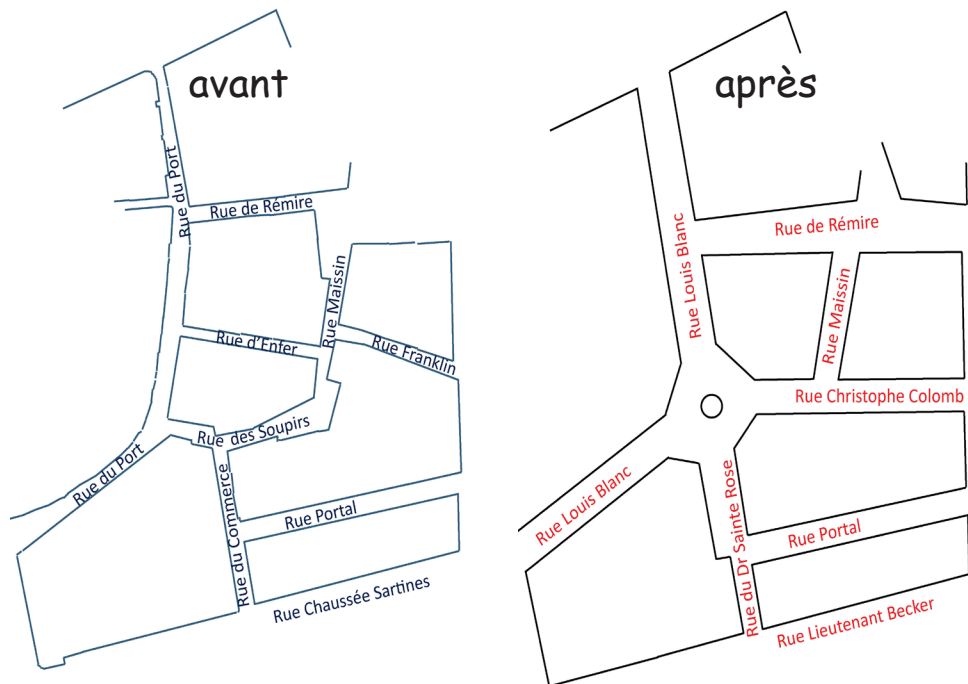 avant
Rue du Port
Rue de Rémire
Rue Maissin
Rue d'Enfer
Rue Franklin
Rue des Soupirs
Rue du Port
Rue du Commerce
Rue Portal
Rue Chaussée Sartines
après
Rue Louis Blanc
Rue de Rémire
Rue Maissin
Rue Christophe Colomb
Rue Louis Blanc
Rue du Dr Sainte Rose
Rue Portal
Rue Lieutenant Becker